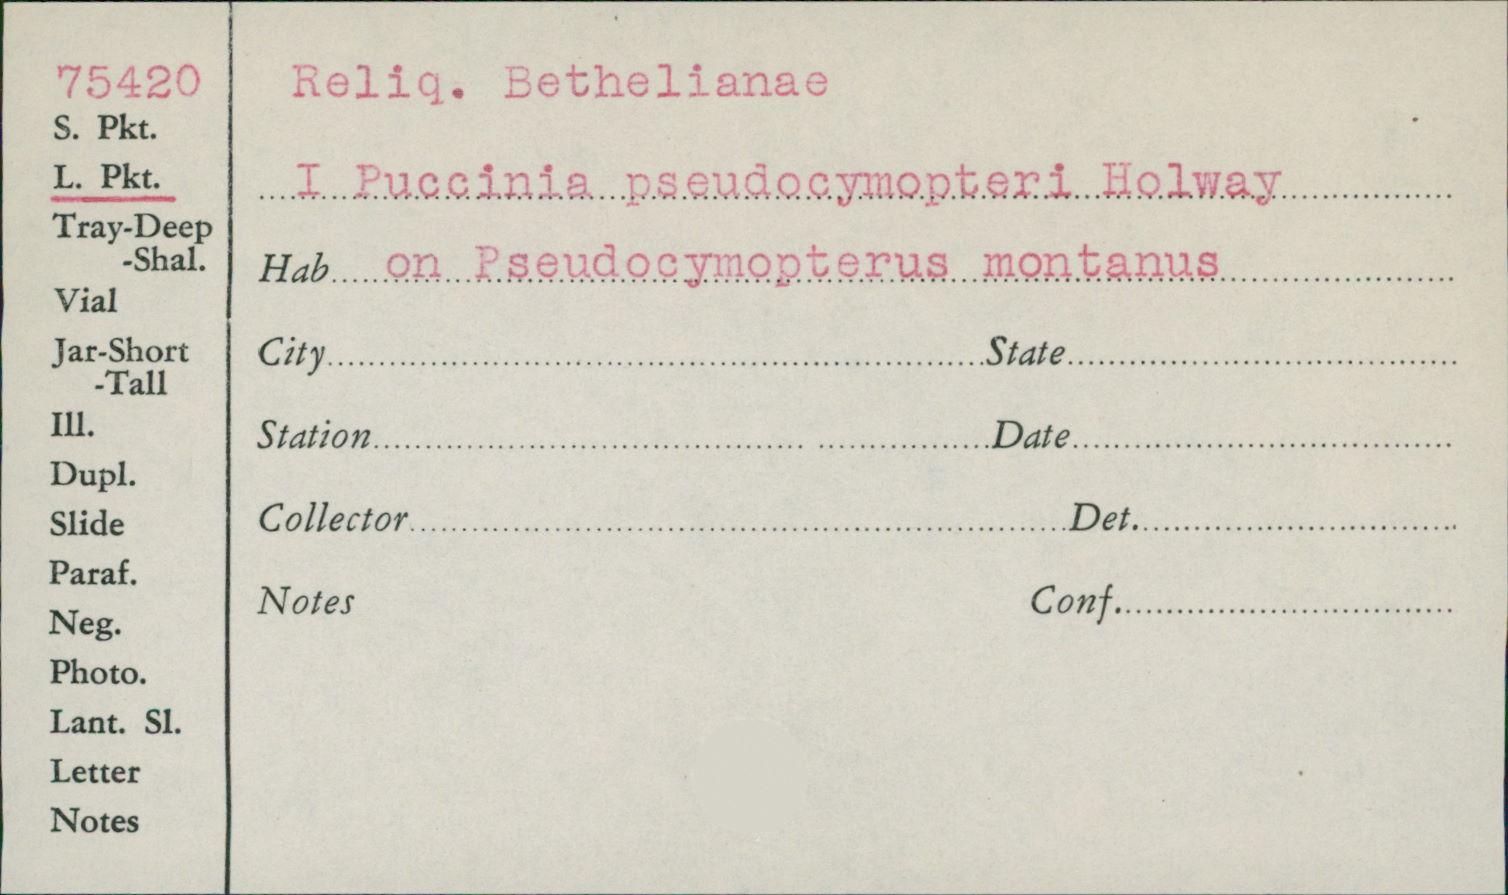 75420
S. Pkt.
L. Pkt.
Tray-Deep
-Shal.
Vial
Jar-Short
-Tall
Ill.
Dupl.
Slide
Paraf.
Neg.
Photo.
Lant. Sl.
Letter
Notes
Reliq. Bethelianae
I Puccinia pseudocymopteri Holway
Hab on Pseudocymopterus montanus
City State
Station Date
Collector Det.
Notes Conf.